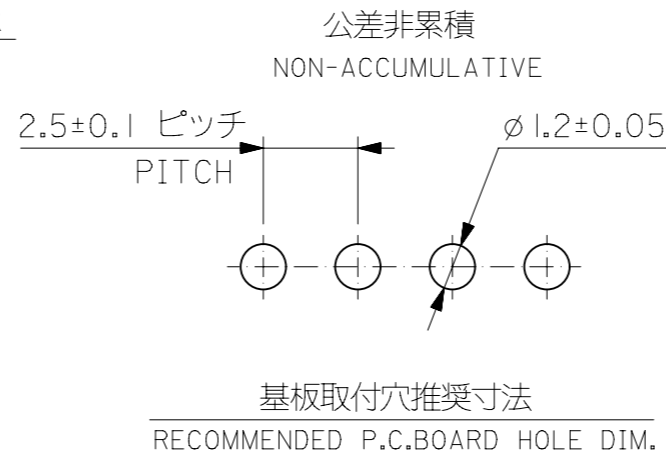 公差非累積
NON-ACCUMULATIVE
2.5±0.1 ピッチ
PITCH
⌀1.2±0.05
基板取付穴推奨寸法
RECOMMENDED P.C.BOARD HOLE DIM.